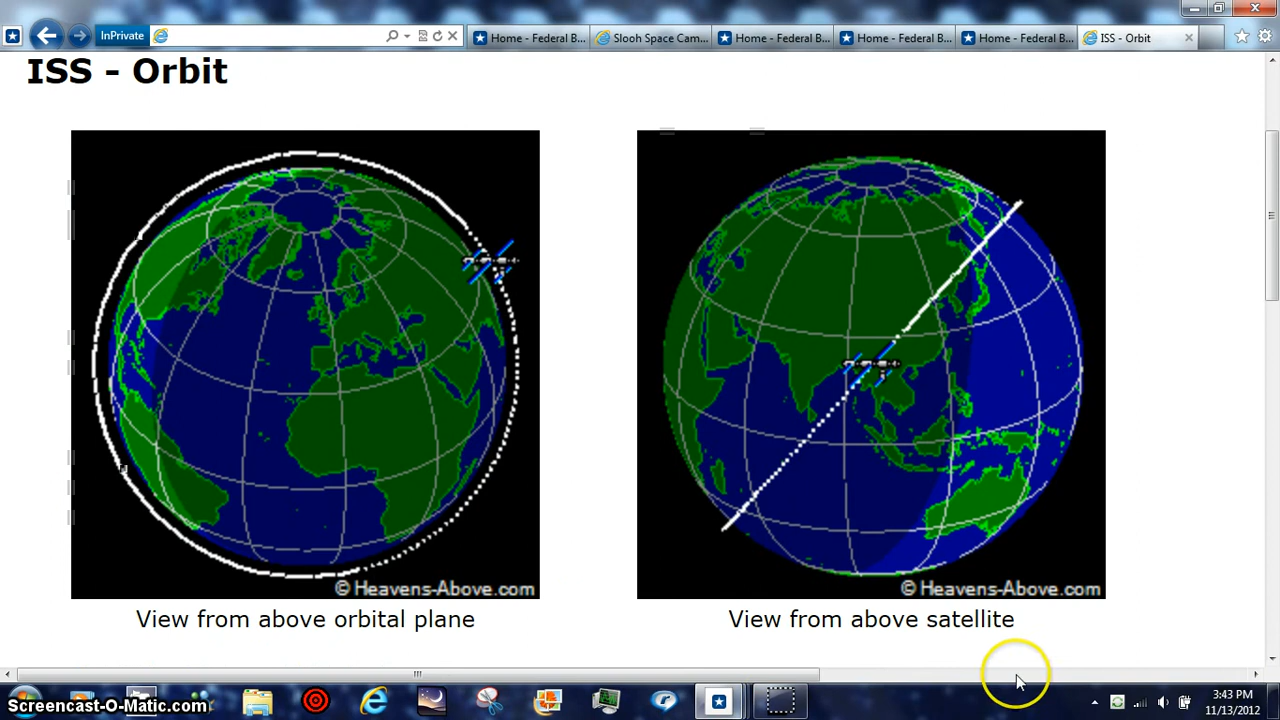 InPrivate
Home - Federal B...
Slooh Space Cam...
Home - Federal B...
Home - Federal B...
Home - Federal B...
ISS - Orbit
ISS - Orbit
© Heavens-Above.com
© Heavens-Above.com
View from above orbital plane
View from above satellite
Screencast-O-Matic.com
3:43 PM
11/13/2012